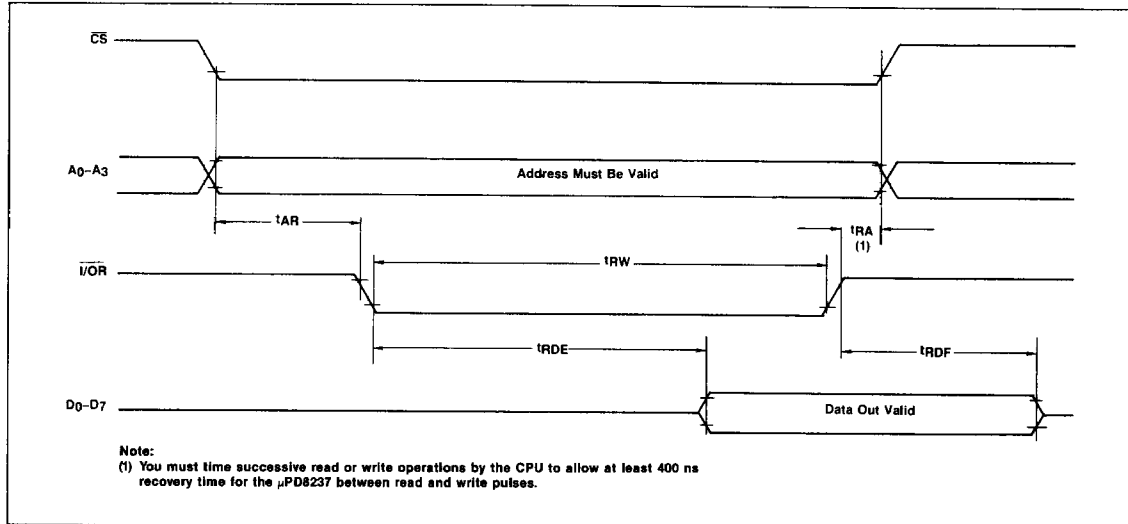 CS
A0–A3
Address Must Be Valid
tAR
tRA
(1)
I/OR
tRW
tRDE
tRDF
D0–D7
Data Out Valid
Note:
(1) You must time successive read or write operations by the CPU to allow at least 400 ns
recovery time for the μPD8237 between read and write pulses.